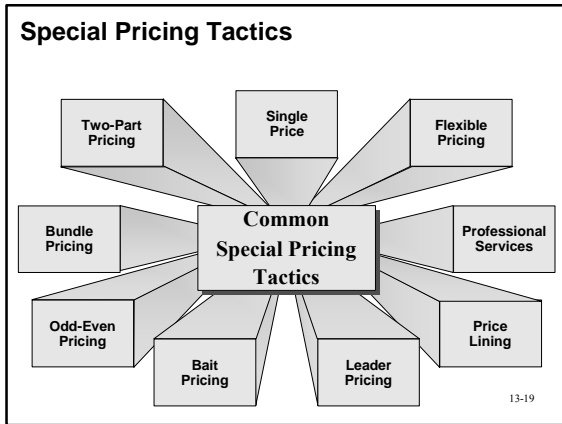 Special Pricing Tactics
Two-Part
Pricing
Single
Price
Flexible
Pricing
Bundle
Pricing
Common
Special Pricing
Tactics
Professional
Services
Odd-Even
Pricing
Bait
Pricing
Leader
Pricing
Price
Lining
13-19